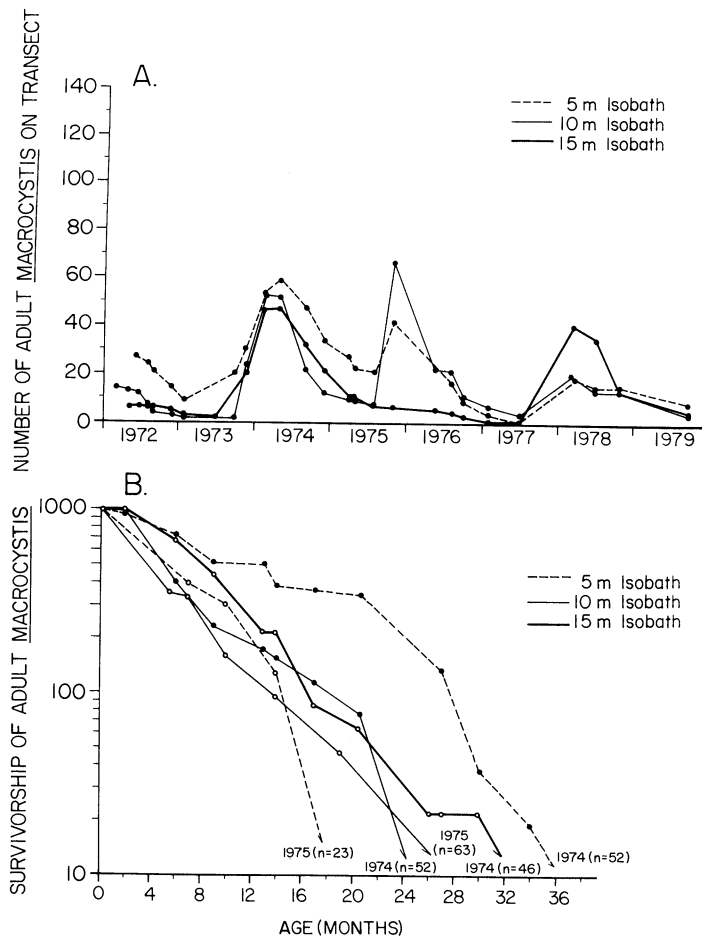 A.
NUMBER OF ADULT MACROCYSTIS ON TRANSECT
140
120
100
80
60
40
20
0
5 m Isobath
10 m Isobath
15 m Isobath
1972
1973
1974
1975
1976
1977
1978
1979
B.
SURVIVORSHIP OF ADULT MACROCYSTIS
1000
100
10
5 m Isobath
10 m Isobath
15 m Isobath
1975 (n=23)
1974 (n=52)
1975
(n=63)
1974 (n=46)
1974 (n=52)
0
4
8
12
16
20
24
28
32
36
AGE (MONTHS)